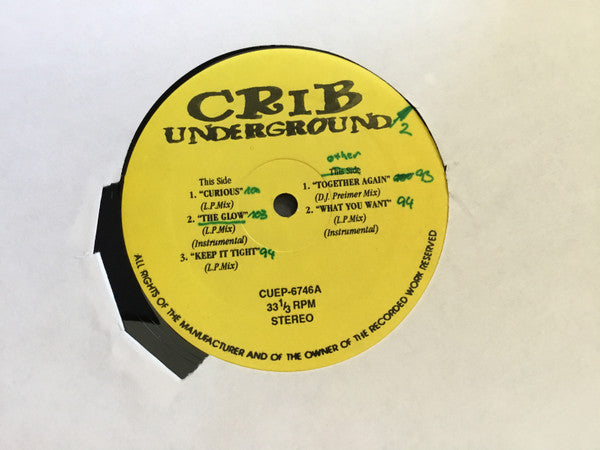 CRIB
UNDERGROUND
2
other
This Side
1. "CURIOUS" 100
(L.P. Mix)
2. "THE GLOW" 103
(L.P. Mix)
(Instrumental)
3. "KEEP IT TIGHT" 94
(L.P. Mix)
This Side
1. "TOGETHER AGAIN" 93
(D.J. Preimer Mix)
2. "WHAT YOU WANT" 94
(L.P. Mix)
(Instrumental)
CUEP-6746A
33 1/3 RPM
STEREO
ALL RIGHTS OF THE MANUFACTURER AND OF THE OWNER OF THE RECORDED WORK RESERVED